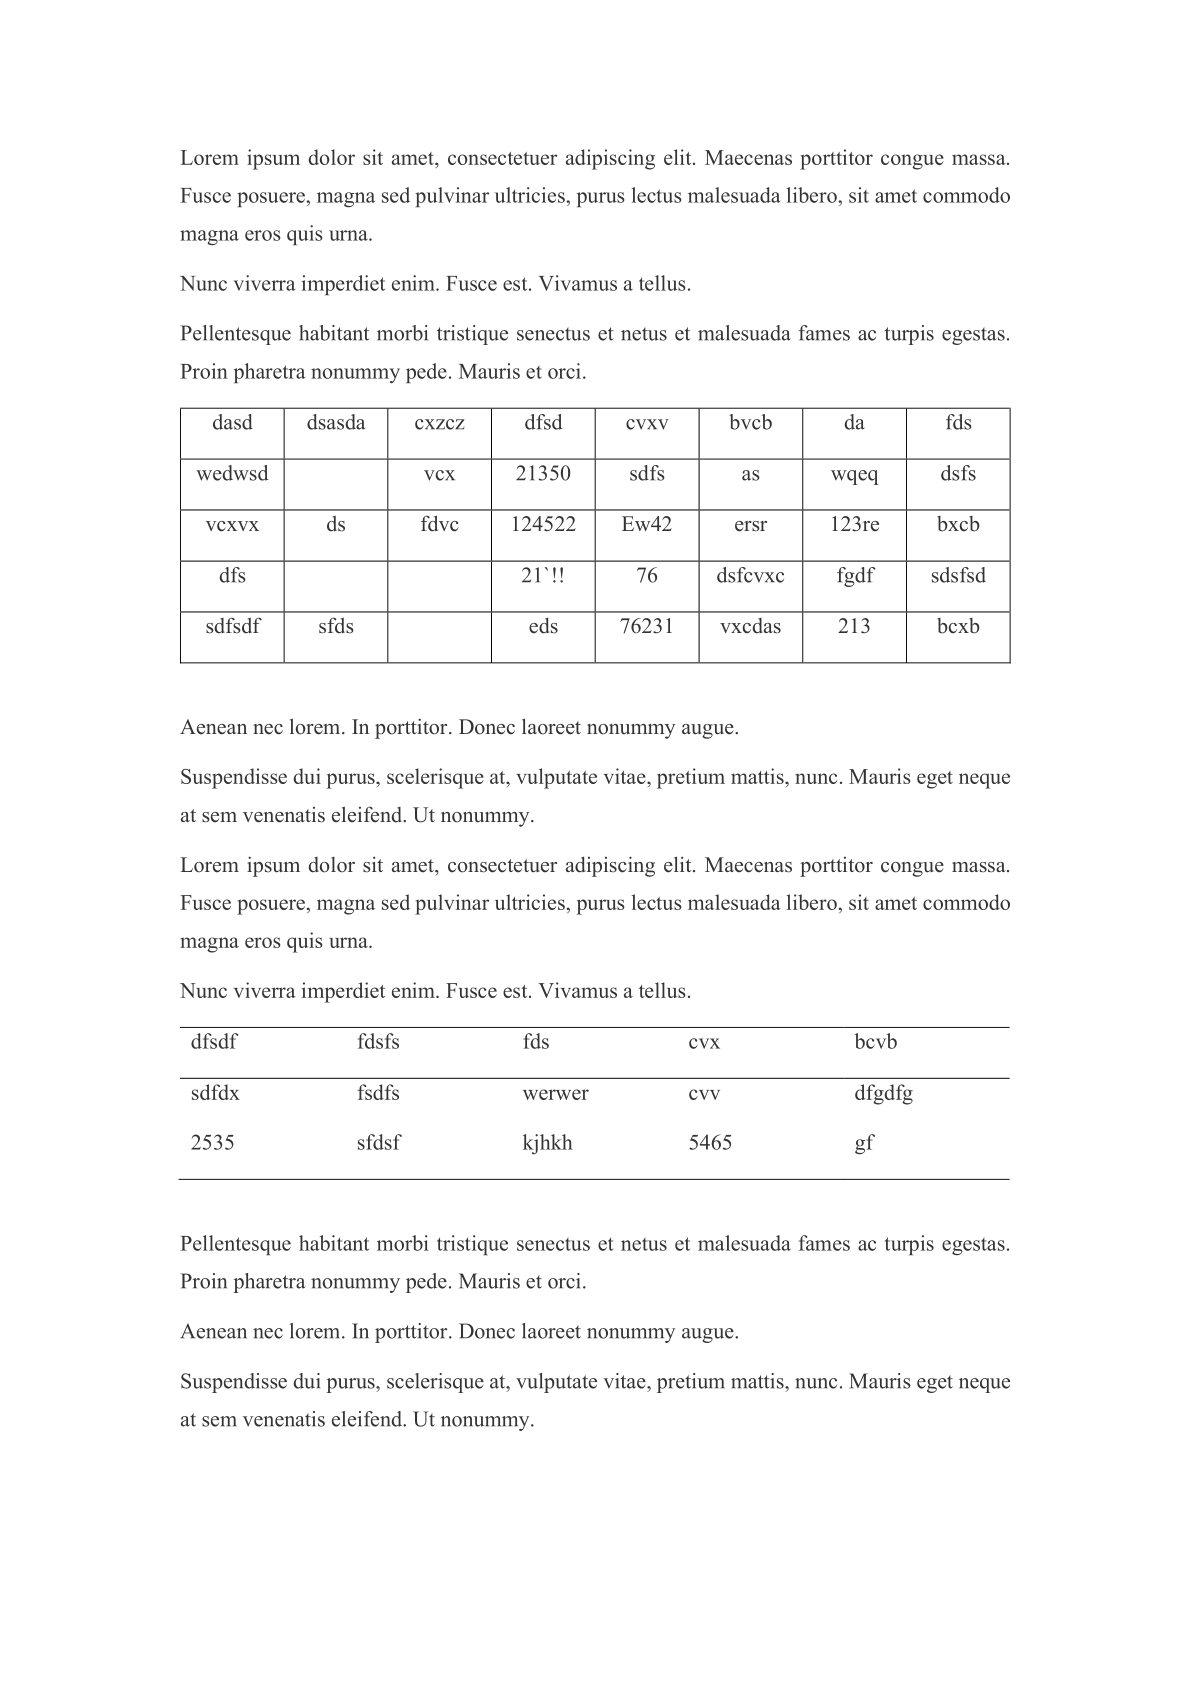 Lorem ipsum dolor sit amet, consectetuer adipiscing elit. Maecenas porttitor congue massa.
Fusce posuere, magna sed pulvinar ultricies, purus lectus malesuada libero, sit amet commodo
magna eros quis urna.
Nunc viverra imperdiet enim. Fusce est. Vivamus a tellus.
Pellentesque habitant morbi tristique senectus et netus et malesuada fames ac turpis egestas.
Proin pharetra nonummy pede. Mauris et orci.
dasd dsasda cxzcz dfsd cvxv bvcb da fds
wedwsd vcx 21350 sdfs as wqeq dsfs
vcxvx ds fdvc 124522 Ew42 ersr 123re bxcb
dfs 21`!! 76 dsfcvxc fgdf sdsfsd
sdfsdf sfds eds 76231 vxcdas 213 bcxb
Aenean nec lorem. In porttitor. Donec laoreet nonummy augue.
Suspendisse dui purus, scelerisque at, vulputate vitae, pretium mattis, nunc. Mauris eget neque
at sem venenatis eleifend. Ut nonummy.
Lorem ipsum dolor sit amet, consectetuer adipiscing elit. Maecenas porttitor congue massa.
Fusce posuere, magna sed pulvinar ultricies, purus lectus malesuada libero, sit amet commodo
magna eros quis urna.
Nunc viverra imperdiet enim. Fusce est. Vivamus a tellus.
dfsdf fdsfs fds cvx bcvb
sdfdx fsdfs werwer cvv dfgdfg
2535 sfdsf kjhkh 5465 gf
Pellentesque habitant morbi tristique senectus et netus et malesuada fames ac turpis egestas.
Proin pharetra nonummy pede. Mauris et orci.
Aenean nec lorem. In porttitor. Donec laoreet nonummy augue.
Suspendisse dui purus, scelerisque at, vulputate vitae, pretium mattis, nunc. Mauris eget neque
at sem venenatis eleifend. Ut nonummy.